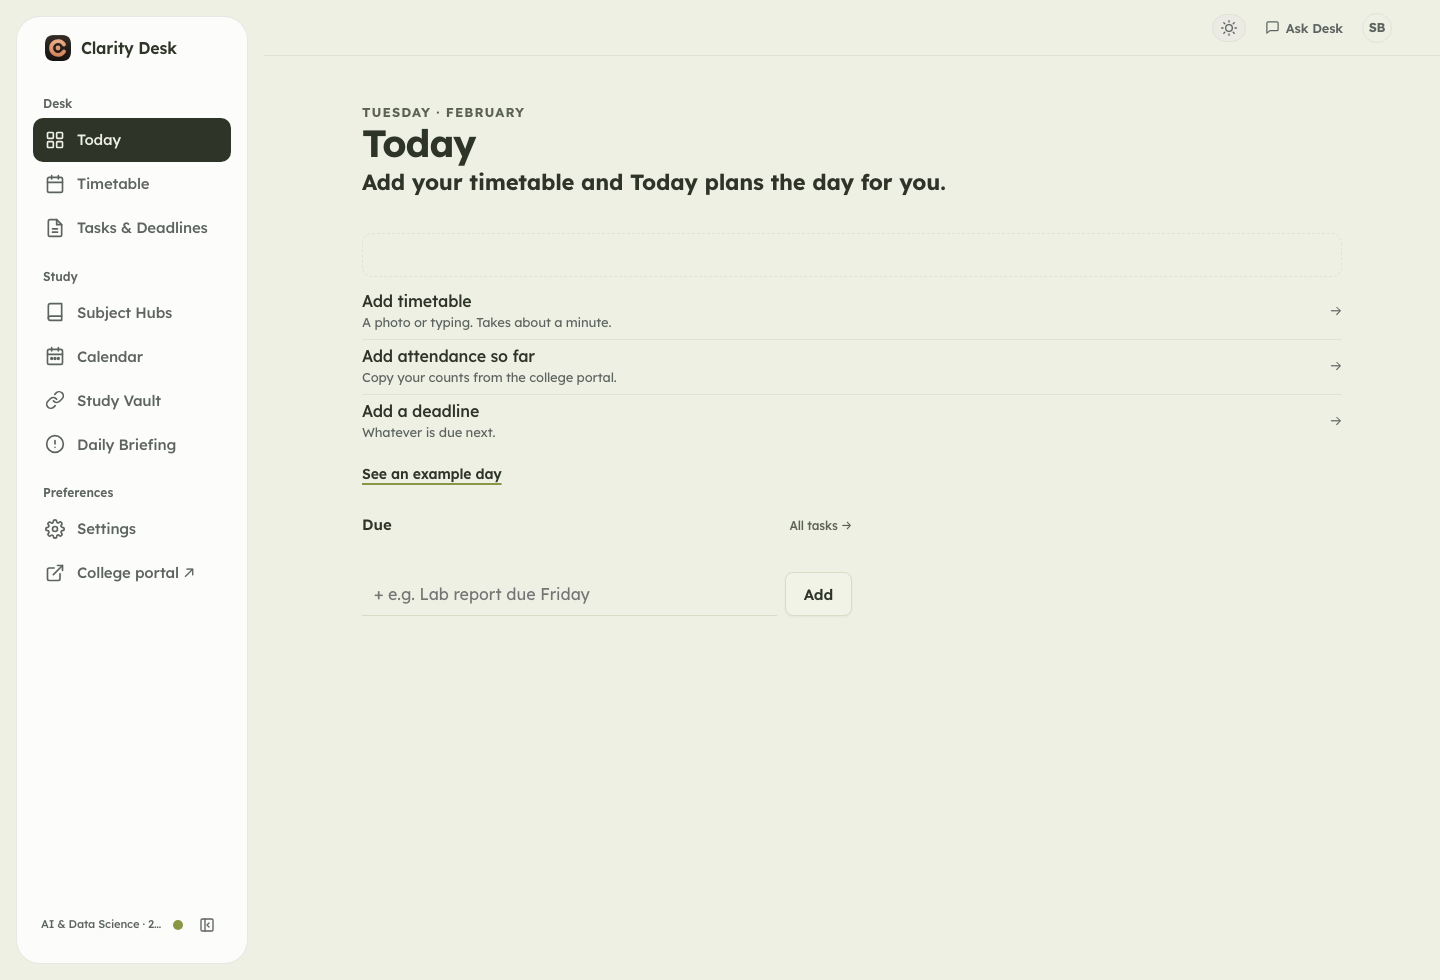 Clarity Desk
Desk
Today
Timetable
Tasks & Deadlines
Study
Subject Hubs
Calendar
Study Vault
Daily Briefing
Preferences
Settings
College portal ↗
AI & Data Science · 2…
Ask Desk
SB
TUESDAY · FEBRUARY
Today
Add your timetable and Today plans the day for you.
Add timetable
A photo or typing. Takes about a minute.
→
Add attendance so far
Copy your counts from the college portal.
→
Add a deadline
Whatever is due next.
→
See an example day
Due
All tasks →
+ e.g. Lab report due Friday
Add